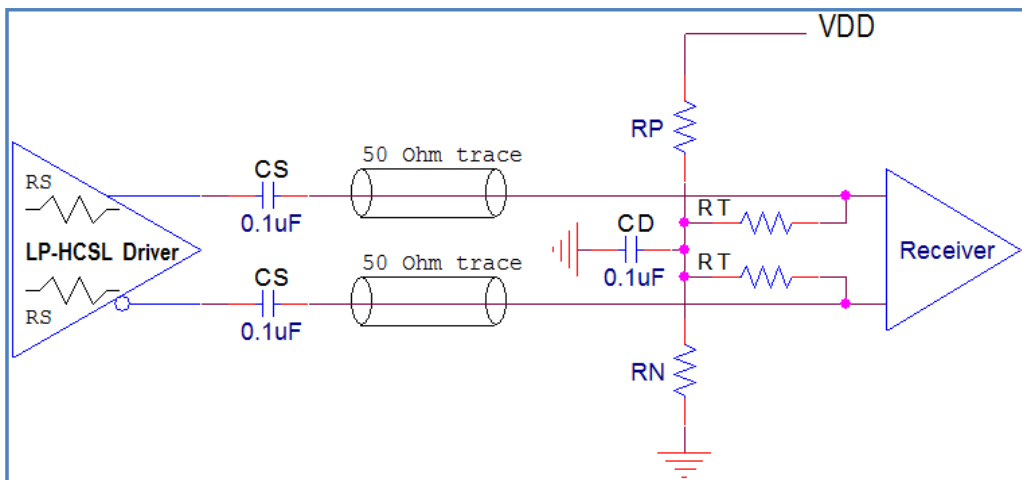 VDD
RP
50 Ohm trace
CS
RS
0.1uF
RT
CD
LP-HCSL Driver
Receiver
50 Ohm trace
RT
CS
0.1uF
RS
0.1uF
RN